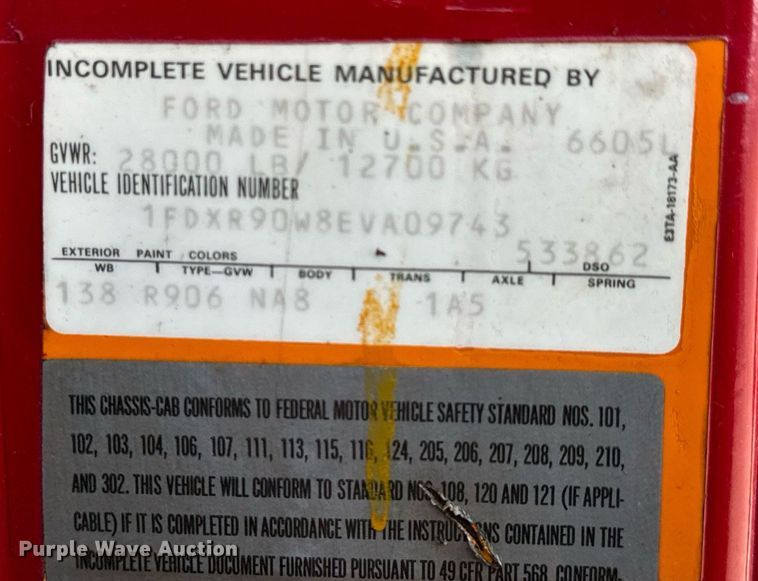 INCOMPLETE VEHICLE MANUFACTURED BY
FORD MOTOR COMPANY
MADE IN U.S.A. 6605L
GVWR: 28000 LB/ 12700 KG
VEHICLE IDENTIFICATION NUMBER
1FDXR90W8EVA09743
E3TA-18173-AA
533862
EXTERIOR PAINT COLORS DSO
WB TYPE—GVW BODY TRANS AXLE SPRING
138 R906 NA8 1A5
THIS CHASSIS-CAB CONFORMS TO FEDERAL MOTOR VEHICLE SAFETY STANDARD NOS. 101,
102, 103, 104, 106, 107, 111, 113, 115, 116, 124, 205, 206, 207, 208, 209, 210,
AND 302. THIS VEHICLE WILL CONFORM TO STANDARD NOS. 108, 120 AND 121 (IF APPLI-
CABLE) IF IT IS COMPLETED IN ACCORDANCE WITH THE INSTRUCTIONS CONTAINED IN THE
INCOMPLETE VEHICLE DOCUMENT FURNISHED PURSUANT TO 49 CFR PART 568. CONFORM-
Purple Wave Auction